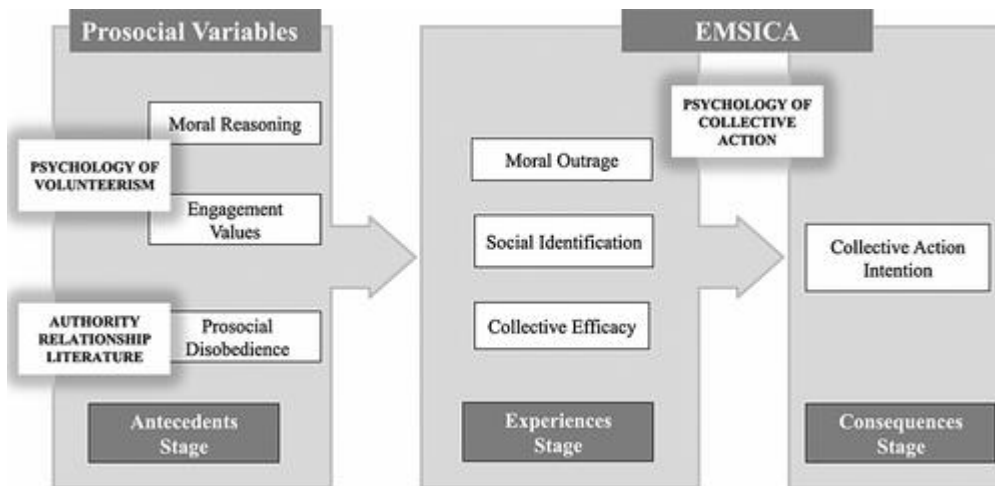 Prosocial Variables
Moral Reasoning
PSYCHOLOGY OF
VOLUNTEERISM
Engagement
Values
AUTHORITY
RELATIONSHIP
LITERATURE
Prosocial
Disobedience
Antecedents
Stage
EMSICA
PSYCHOLOGY OF
COLLECTIVE
ACTION
Moral Outrage
Social Identification
Collective Efficacy
Experiences
Stage
Collective Action
Intention
Consequences
Stage